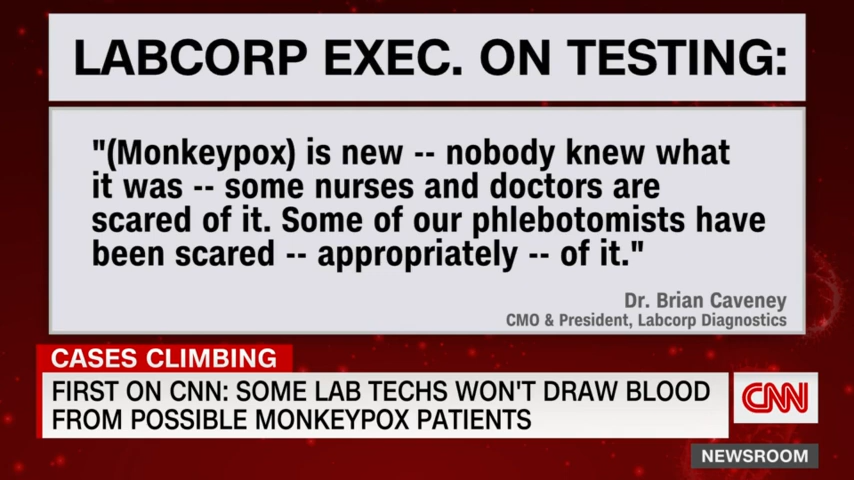 LABCORP EXEC. ON TESTING:
"(Monkeypox) is new -- nobody knew what
it was -- some nurses and doctors are
scared of it. Some of our phlebotomists have
been scared -- appropriately -- of it."
Dr. Brian Caveney
CMO & President, Labcorp Diagnostics
CASES CLIMBING
FIRST ON CNN: SOME LAB TECHS WON'T DRAW BLOOD
FROM POSSIBLE MONKEYPOX PATIENTS
CNN
NEWSROOM